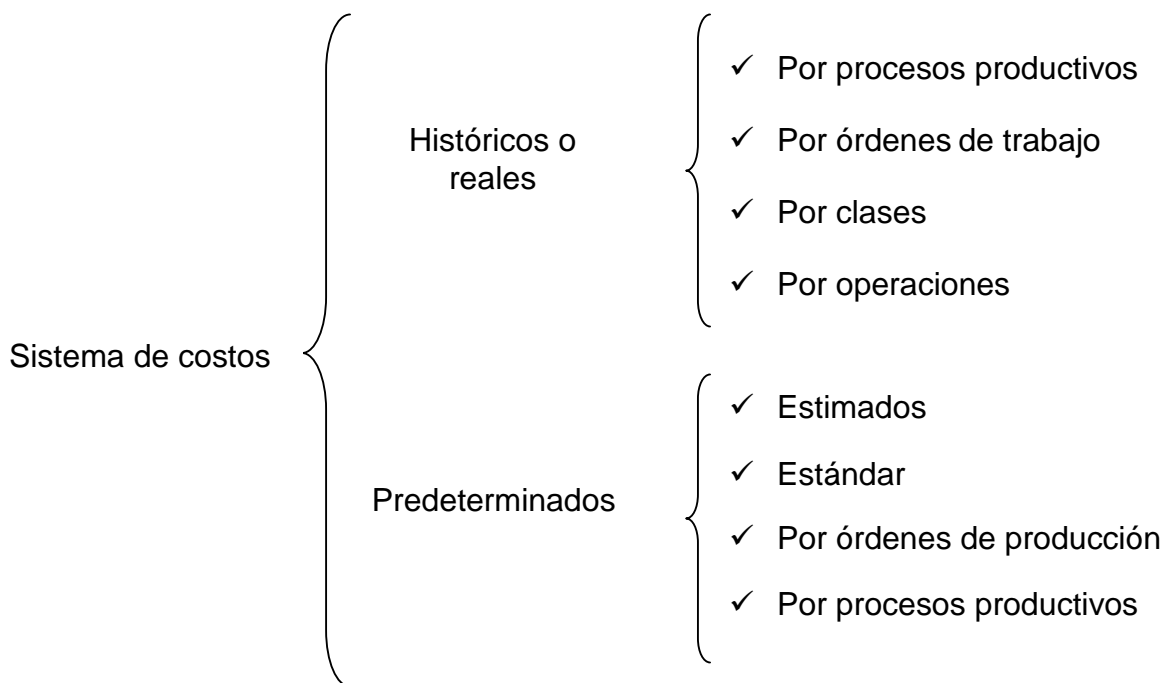 Sistema de costos
Históricos o
reales
✓ Por procesos productivos
✓ Por órdenes de trabajo
✓ Por clases
✓ Por operaciones
Predeterminados
✓ Estimados
✓ Estándar
✓ Por órdenes de producción
✓ Por procesos productivos